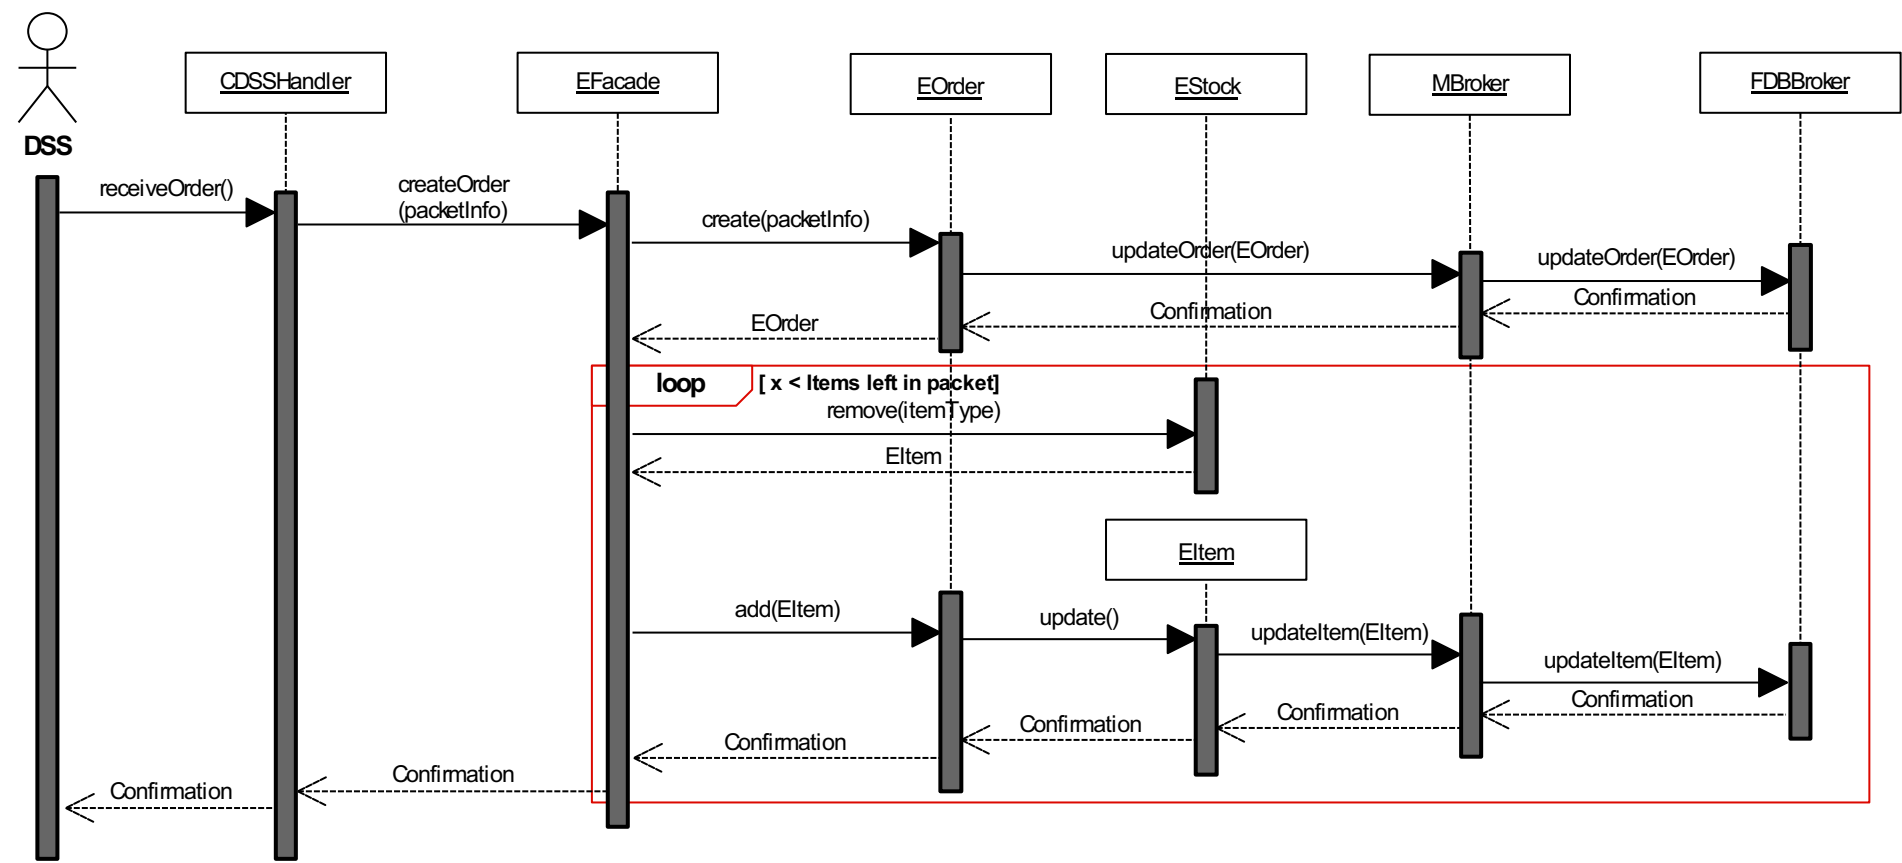 CDSSHandler
EFacade
EOrder
EStock
MBroker
FDBBroker
DSS
receiveOrder()
createOrder
(packetInfo)
create(packetInfo)
updateOrder(EOrder)
updateOrder(EOrder)
Confirmation
Confirmation
EOrder
loop
[ x < Items left in packet]
remove(itemType)
EItem
EItem
add(EItem)
update()
updateItem(EItem)
updateItem(EItem)
Confirmation
Confirmation
Confirmation
Confirmation
Confirmation
Confirmation